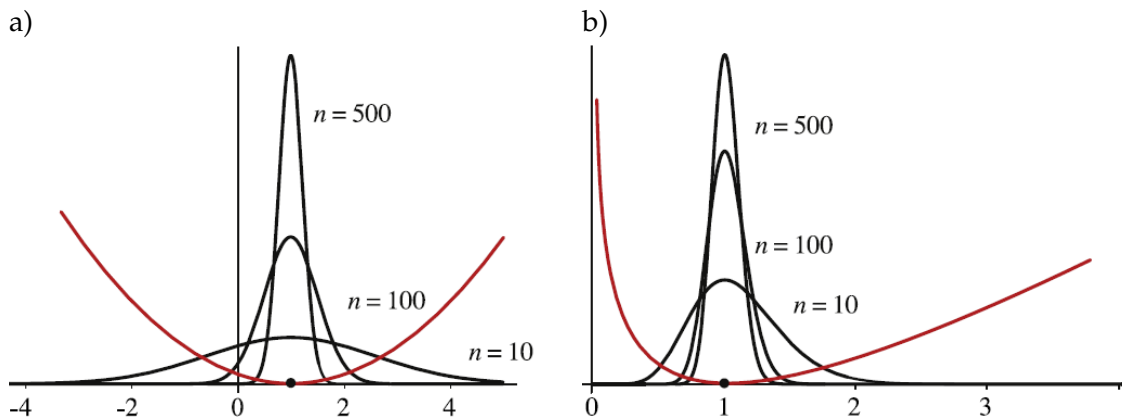 a)
n = 500
n = 100
n = 10
-4 -2 0 2 4
b)
n = 500
n = 100
n = 10
0 1 2 3